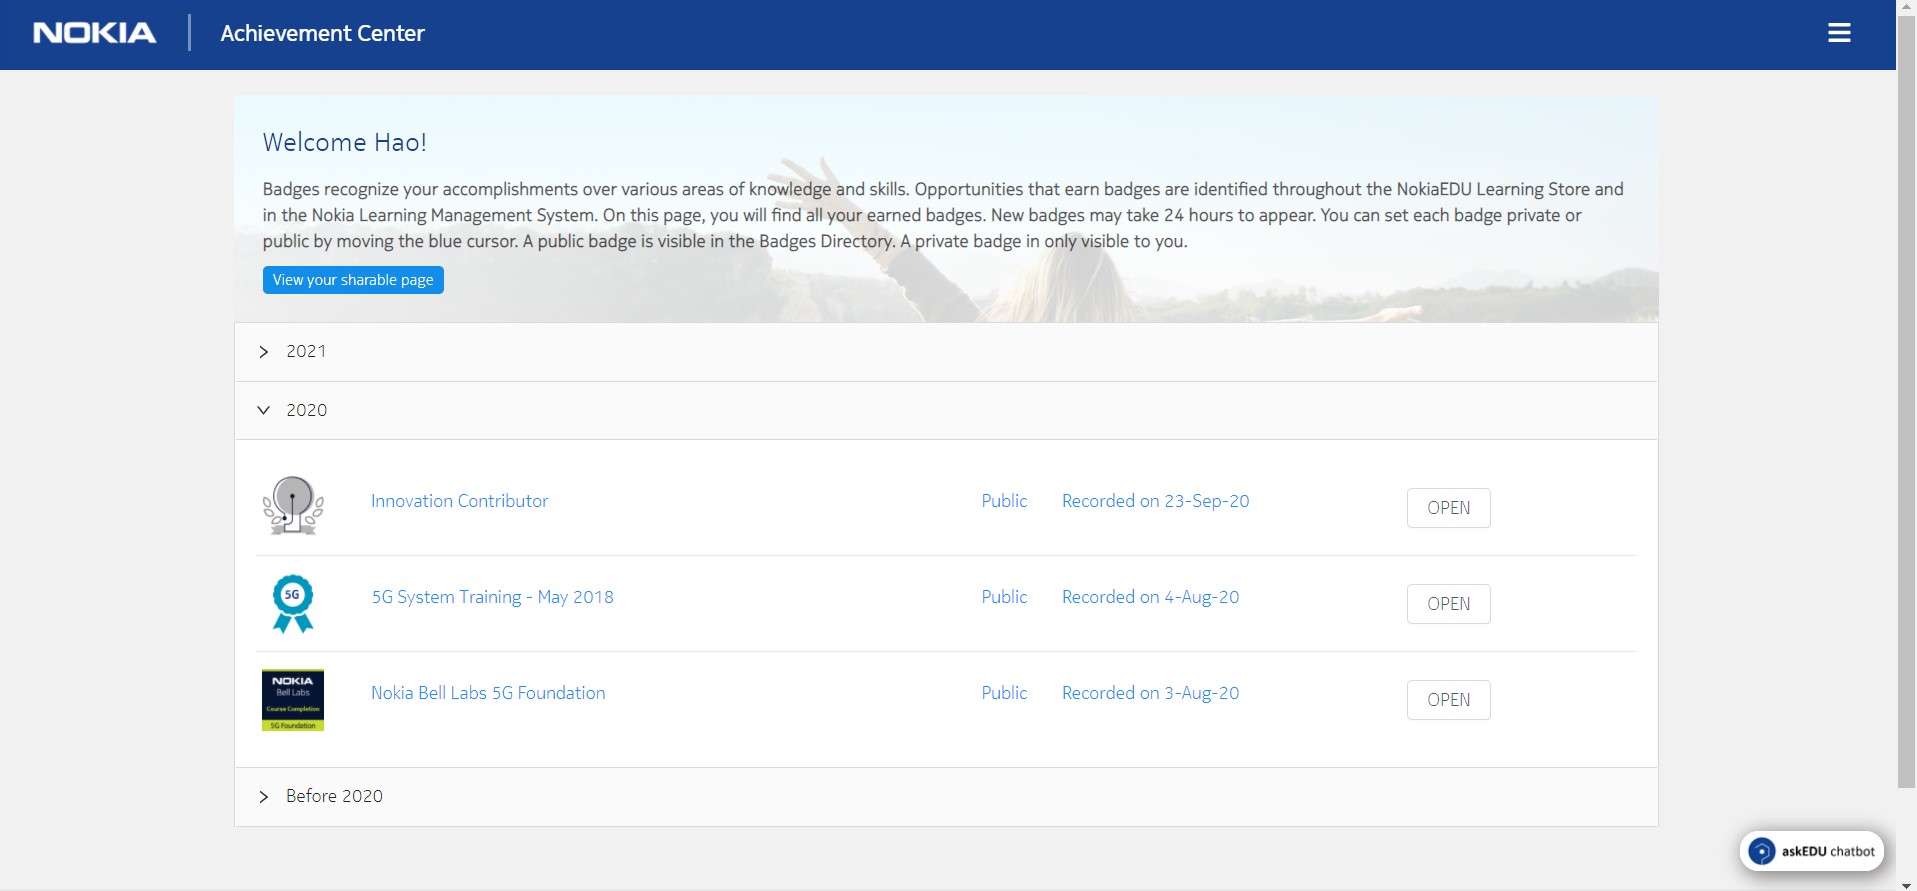 NOKIA
Achievement Center
Welcome Hao!
Badges recognize your accomplishments over various areas of knowledge and skills. Opportunities that earn badges are identified throughout the NokiaEDU Learning Store and
in the Nokia Learning Management System. On this page, you will find all your earned badges. New badges may take 24 hours to appear. You can set each badge private or
public by moving the blue cursor. A public badge is visible in the Badges Directory. A private badge in only visible to you.
View your sharable page
2021
2020
Innovation Contributor Public Recorded on 23-Sep-20 OPEN
5G
5G System Training - May 2018 Public Recorded on 4-Aug-20 OPEN
NOKIA
Bell Labs
Course Completion
5G Foundation
Nokia Bell Labs 5G Foundation Public Recorded on 3-Aug-20 OPEN
Before 2020
askEDU chatbot